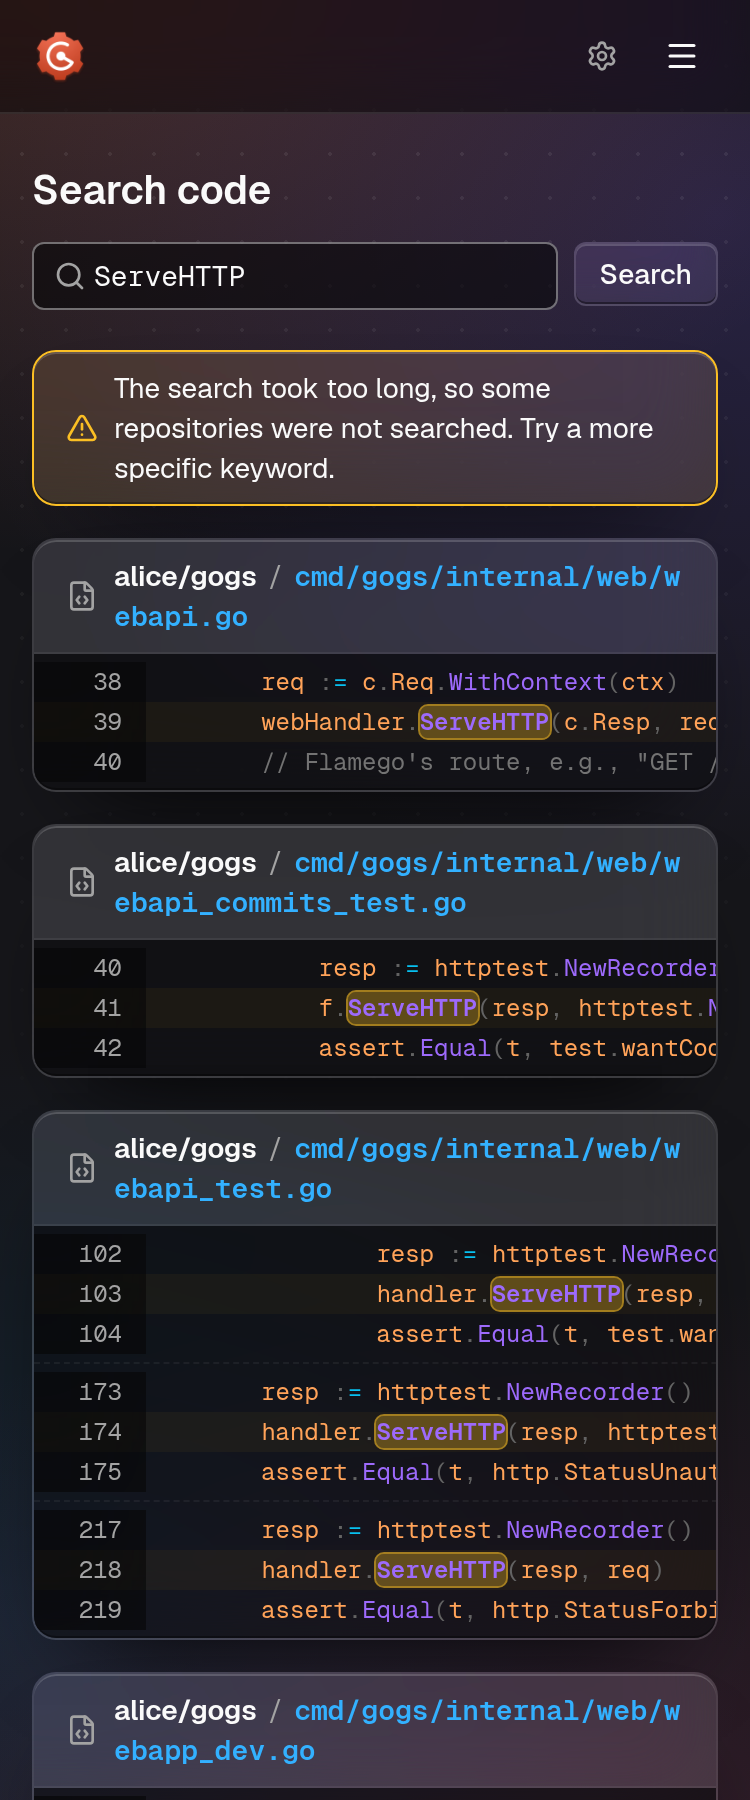 Search code
ServeHTTP
Search
The search took too long, so some
repositories were not searched. Try a more
specific keyword.
alice/gogs / cmd/gogs/internal/web/w
ebapi.go
38 req := c.Req.WithContext(ctx)
39 webHandler.ServeHTTP(c.Resp, req
40 // Flamego's route, e.g., "GET /
alice/gogs / cmd/gogs/internal/web/w
ebapi_commits_test.go
40 resp := httptest.NewRecorder
41 f.ServeHTTP(resp, httptest.N
42 assert.Equal(t, test.wantCod
alice/gogs / cmd/gogs/internal/web/w
ebapi_test.go
102 resp := httptest.NewReco
103 handler.ServeHTTP(resp,
104 assert.Equal(t, test.wan
173 resp := httptest.NewRecorder()
174 handler.ServeHTTP(resp, httptest
175 assert.Equal(t, http.StatusUnaut
217 resp := httptest.NewRecorder()
218 handler.ServeHTTP(resp, req)
219 assert.Equal(t, http.StatusForbi
alice/gogs / cmd/gogs/internal/web/w
ebapp_dev.go